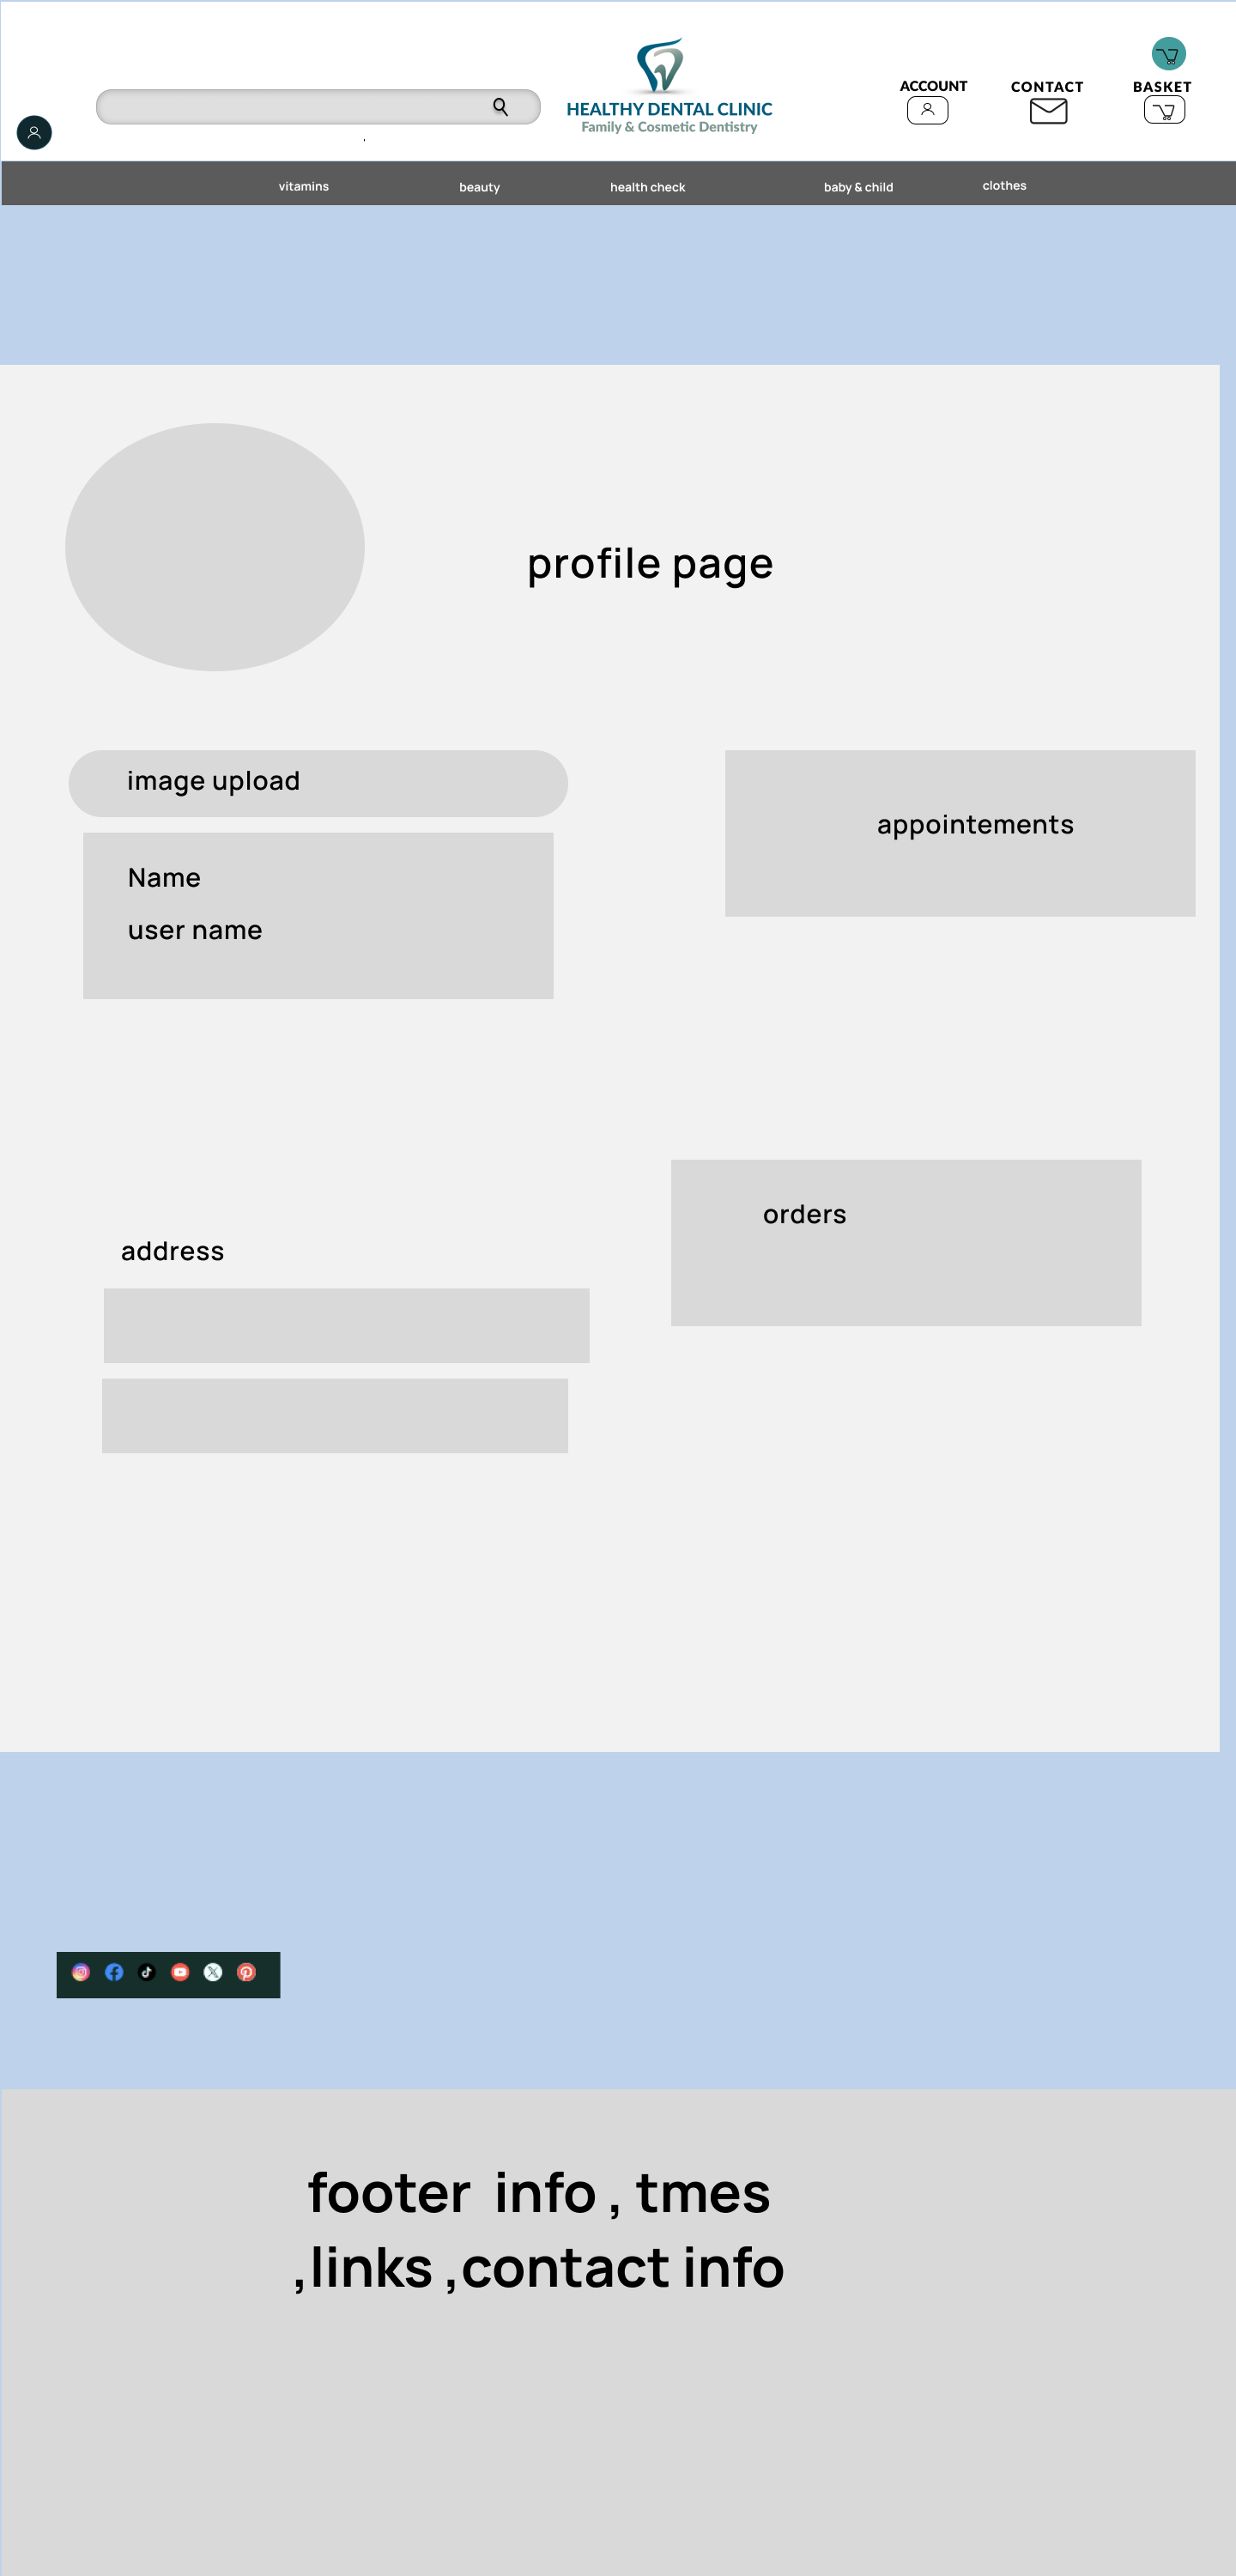 ACCOUNT
CONTACT
BASKET
HEALTHY DENTAL CLINIC
Family & Cosmetic Dentistry
vitamins
beauty
health check
baby & child
clothes
profile page
image upload
appointements
Name
user name
orders
address
footer info , tmes
,links ,contact info